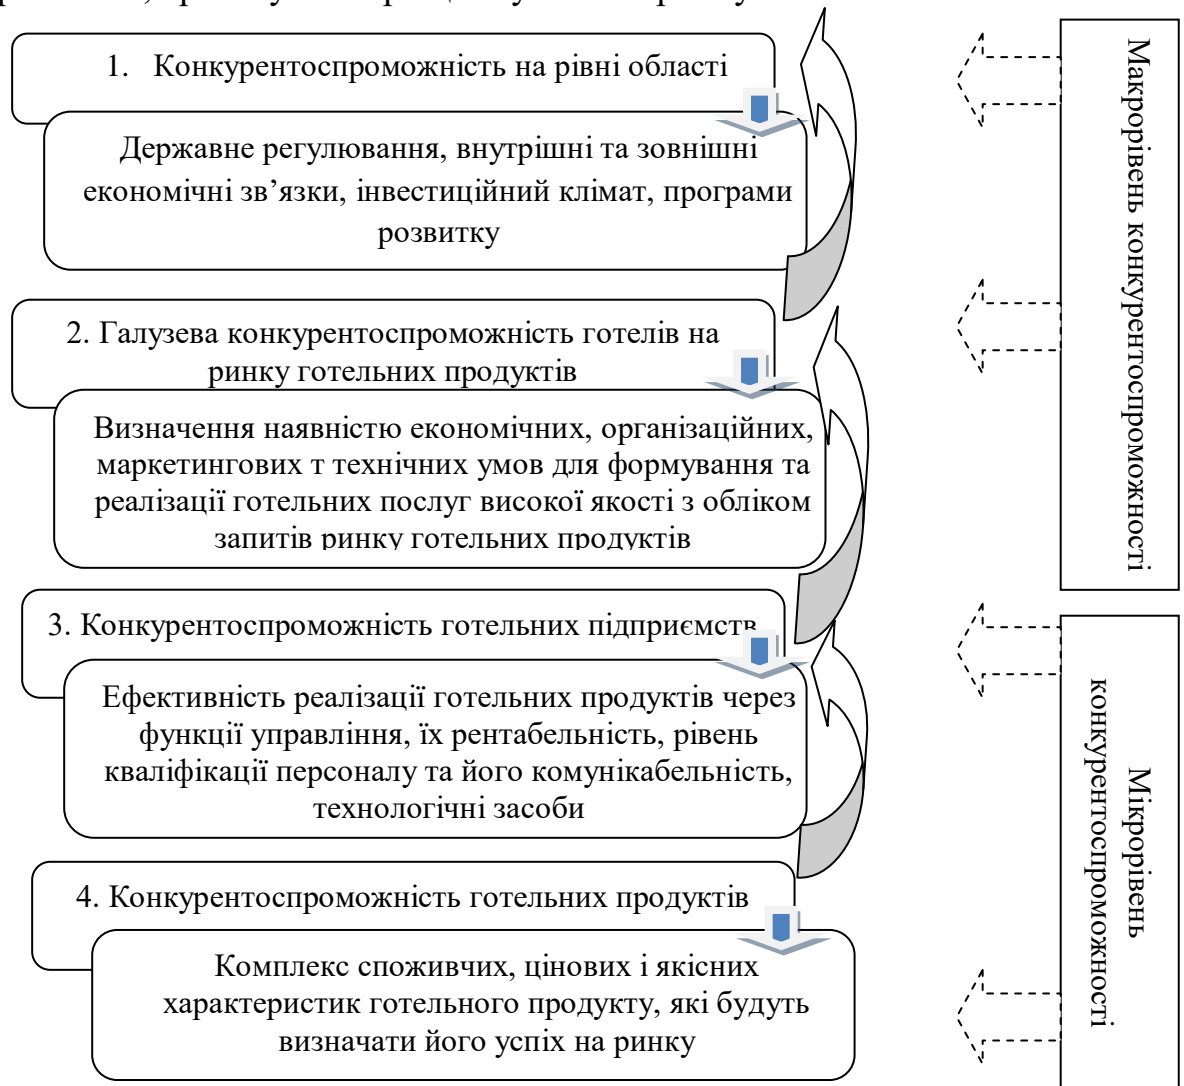 1. Конкурентоспроможність на рівні області
Державне регулювання, внутрішні та зовнішні
економічні зв’язки, інвестиційний клімат, програми
розвитку
2. Галузева конкурентоспроможність готелів на
ринку готельних продуктів
Визначення наявністю економічних, організаційних,
маркетингових т технічних умов для формування та
реалізації готельних послуг високої якості з обліком
запитів ринку готельних продуктів
3. Конкурентоспроможність готельних підприємств
Ефективність реалізації готельних продуктів через
функції управління, їх рентабельність, рівень
кваліфікації персоналу та його комунікабельність,
технологічні засоби
4. Конкурентоспроможність готельних продуктів
Комплекс споживчих, цінових і якісних
характеристик готельного продукту, які будуть
визначати його успіх на ринку
Макрорівень конкурентоспроможності
Мікрорівень
конкурентоспроможності